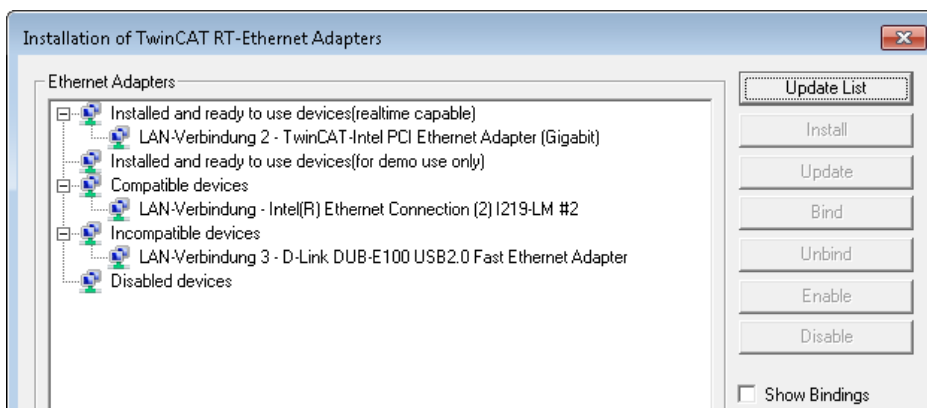 Installation of TwinCAT RT-Ethernet Adapters
Ethernet Adapters
Installed and ready to use devices(realtime capable)
LAN-Verbindung 2 - TwinCAT-Intel PCI Ethernet Adapter (Gigabit)
Installed and ready to use devices(for demo use only)
Compatible devices
LAN-Verbindung - Intel(R) Ethernet Connection (2) I219-LM #2
Incompatible devices
LAN-Verbindung 3 - D-Link DUB-E100 USB2.0 Fast Ethernet Adapter
Disabled devices
Update List
Install
Update
Bind
Unbind
Enable
Disable
Show Bindings